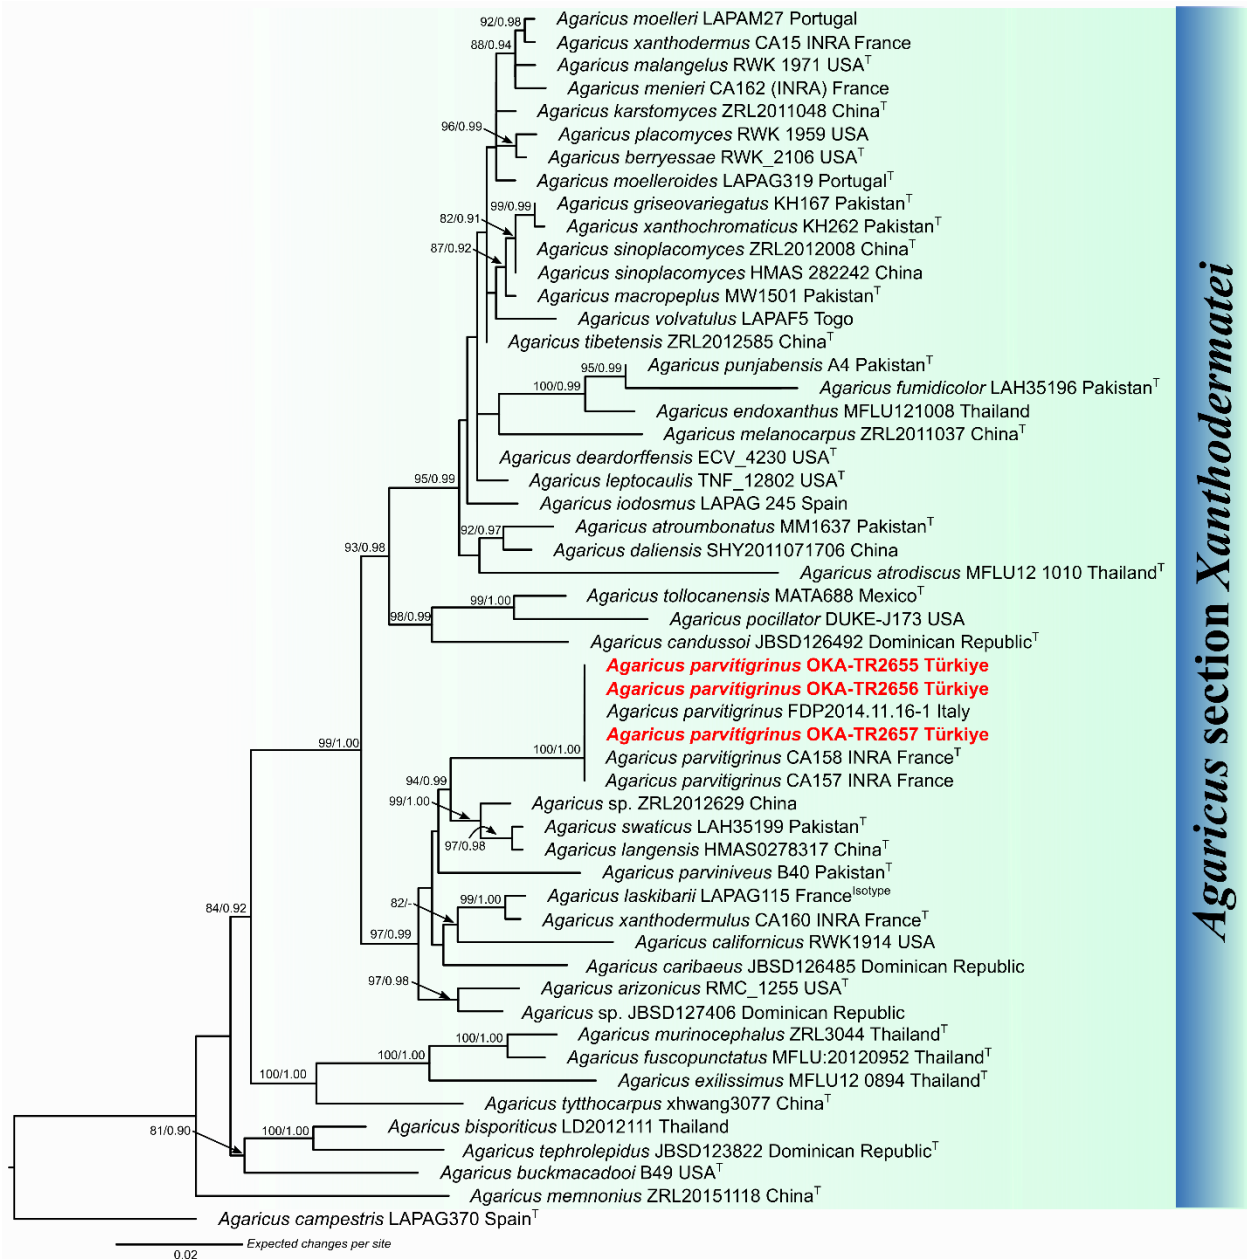 92/0.98
Agaricus moelleri LAPAM27 Portugal
88/0.94
Agaricus xanthodermus CA15 INRA France
Agaricus malangelus RWK 1971 USAᵀ
Agaricus menieri CA162 (INRA) France
Agaricus karstomyces ZRL2011048 Chinaᵀ
96/0.99
Agaricus placomyces RWK 1959 USA
Agaricus berryessae RWK_2106 USAᵀ
Agaricus moelleroides LAPAG319 Portugalᵀ
99/0.99
Agaricus griseovariegatus KH167 Pakistanᵀ
82/0.91
Agaricus xanthochromaticus KH262 Pakistanᵀ
87/0.92
Agaricus sinoplacomyces ZRL2012008 Chinaᵀ
Agaricus sinoplacomyces HMAS 282242 China
Agaricus macropeplus MW1501 Pakistanᵀ
Agaricus volvatulus LAPAF5 Togo
Agaricus tibetensis ZRL2012585 Chinaᵀ
95/0.99
Agaricus punjabensis A4 Pakistanᵀ
100/0.99
Agaricus fumidicolor LAH35196 Pakistanᵀ
Agaricus endoxanthus MFLU121008 Thailand
Agaricus melanocarpus ZRL2011037 Chinaᵀ
Agaricus deardorffensis ECV_4230 USAᵀ
95/0.99
Agaricus leptocaulis TNF_12802 USAᵀ
Agaricus iodosmus LAPAG 245 Spain
92/0.97
Agaricus atroumbonatus MM1637 Pakistanᵀ
93/0.98
Agaricus daliensis SHY2011071706 China
Agaricus atrodiscus MFLU12 1010 Thailandᵀ
99/1.00
Agaricus tollocanensis MATA688 Mexicoᵀ
98/0.99
Agaricus pocillator DUKE-J173 USA
Agaricus candussoi JBSD126492 Dominican Republicᵀ
Agaricus parvitigrinus OKA-TR2655 Türkiye
Agaricus parvitigrinus OKA-TR2656 Türkiye
Agaricus parvitigrinus FDP2014.11.16-1 Italy
99/1.00
Agaricus parvitigrinus OKA-TR2657 Türkiye
100/1.00
Agaricus parvitigrinus CA158 INRA Franceᵀ
94/0.99
Agaricus parvitigrinus CA157 INRA France
99/1.00
Agaricus sp. ZRL2012629 China
Agaricus swaticus LAH35199 Pakistanᵀ
97/0.98
Agaricus langensis HMAS0278317 Chinaᵀ
Agaricus parviniveus B40 Pakistanᵀ
99/1.00
Agaricus laskibarii LAPAG115 FranceIsotype
82/-
84/0.92
Agaricus xanthodermulus CA160 INRA Franceᵀ
97/0.99
Agaricus californicus RWK1914 USA
Agaricus caribaeus JBSD126485 Dominican Republic
97/0.98
Agaricus arizonicus RMC_1255 USAᵀ
Agaricus sp. JBSD127406 Dominican Republic
100/1.00
Agaricus murinocephalus ZRL3044 Thailandᵀ
100/1.00
Agaricus fuscopunctatus MFLU:20120952 Thailandᵀ
100/1.00
Agaricus exilissimus MFLU12 0894 Thailandᵀ
Agaricus tytthocarpus xhwang3077 Chinaᵀ
81/0.90
100/1.00
Agaricus bisporiticus LD2012111 Thailand
Agaricus tephrolepidus JBSD123822 Dominican Republicᵀ
Agaricus buckmacadooi B49 USAᵀ
Agaricus memnonius ZRL20151118 Chinaᵀ
Agaricus campestris LAPAG370 Spainᵀ
Expected changes per site
0.02
Agaricus section Xanthodermatei